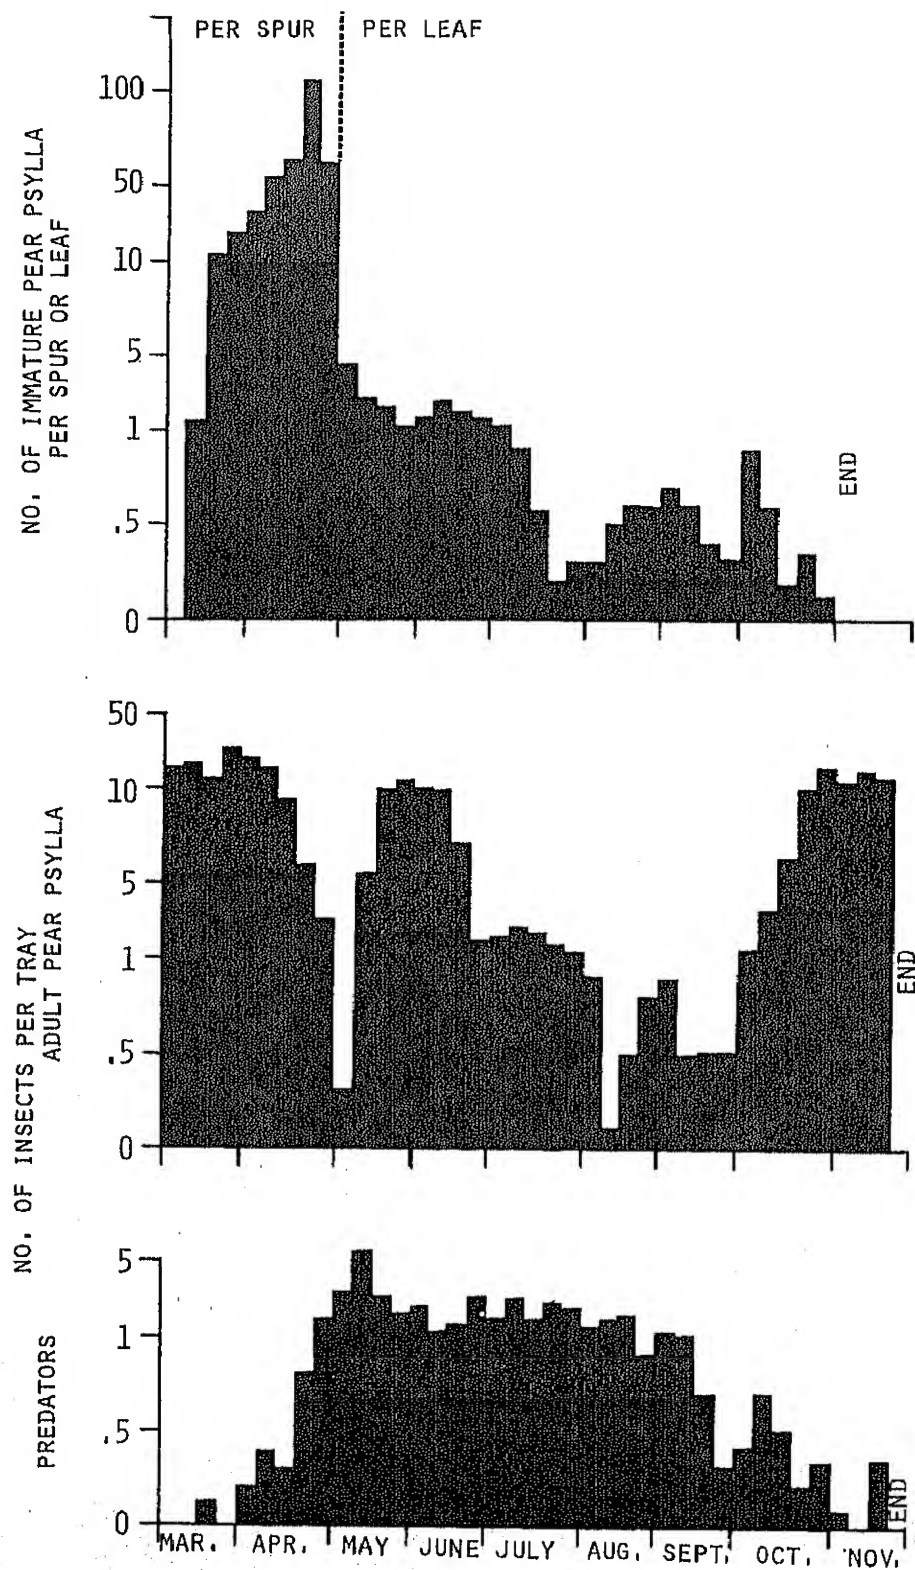 PER SPUR PER LEAF
NO. OF IMMATURE PEAR PSYLLA
PER SPUR OR LEAF
100
50
10
5
1
.5
0
END
NO. OF INSECTS PER TRAY
ADULT PEAR PSYLLA
50
10
5
1
.5
0
END
PREDATORS
5
1
.5
0
END
MAR. APR. MAY JUNE JULY AUG. SEPT. OCT. NOV.